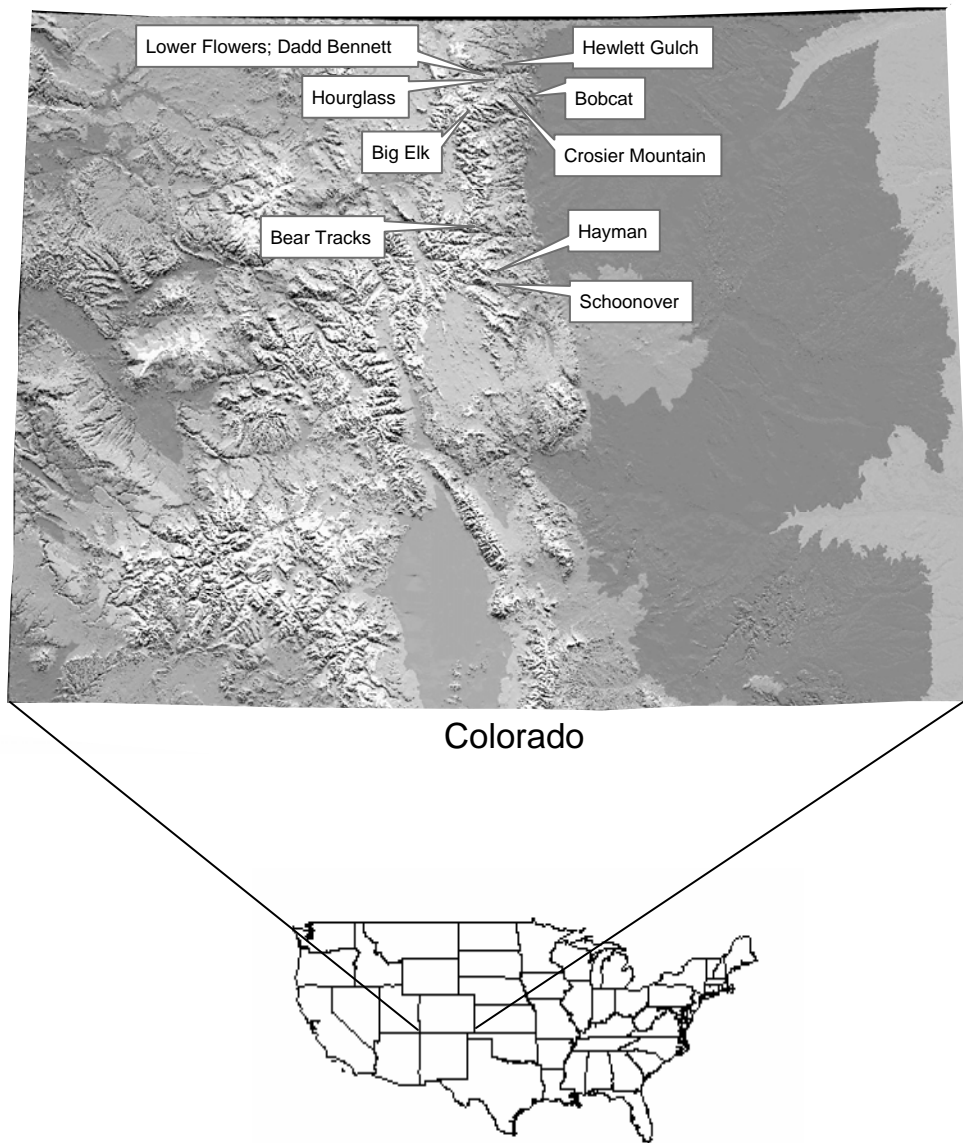 Lower Flowers; Dadd Bennett
Hewlett Gulch
Hourglass
Bobcat
Big Elk
Crosier Mountain
Bear Tracks
Hayman
Schoonover
Colorado